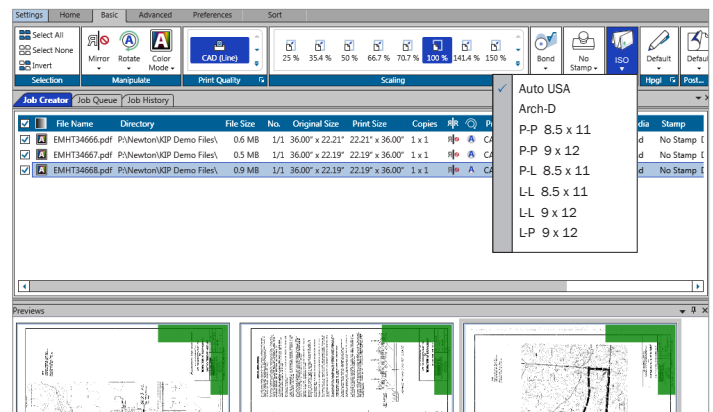 Settings Home Basic Advanced Preferences Sort
Select All
Select None
Invert
Selection
Mirror Rotate Color Mode
Manipulate
CAD (Line)
Print Quality
25 % 35.4 % 50 % 66.7 % 70.7 % 100 % 141.4 % 150 %
Scaling
Bond
No Stamp
ISO
Default
Defau
Hpgl Post...
Auto USA
Arch-D
P-P 8.5 x 11
P-P 9 x 12
P-L 8.5 x 11
L-L 8.5 x 11
L-L 9 x 12
L-P 9 x 12
Job Creator Job Queue Job History
File Name Directory File Size No. Original Size Print Size Copies P dia Stamp
EMHT34666.pdf P:\Newton\KIP Demo Files\ 0.6 MB 1/1 36.00" x 22.21" 22.21" x 36.00" 1 x 1 A CA d No Stamp
EMHT34667.pdf P:\Newton\KIP Demo Files\ 0.5 MB 1/1 36.00" x 22.19" 22.19" x 36.00" 1 x 1 A CA d No Stamp
EMHT34668.pdf P:\Newton\KIP Demo Files\ 0.9 MB 1/1 36.00" x 22.19" 22.19" x 36.00" 1 x 1 A CA d No Stamp
Previews